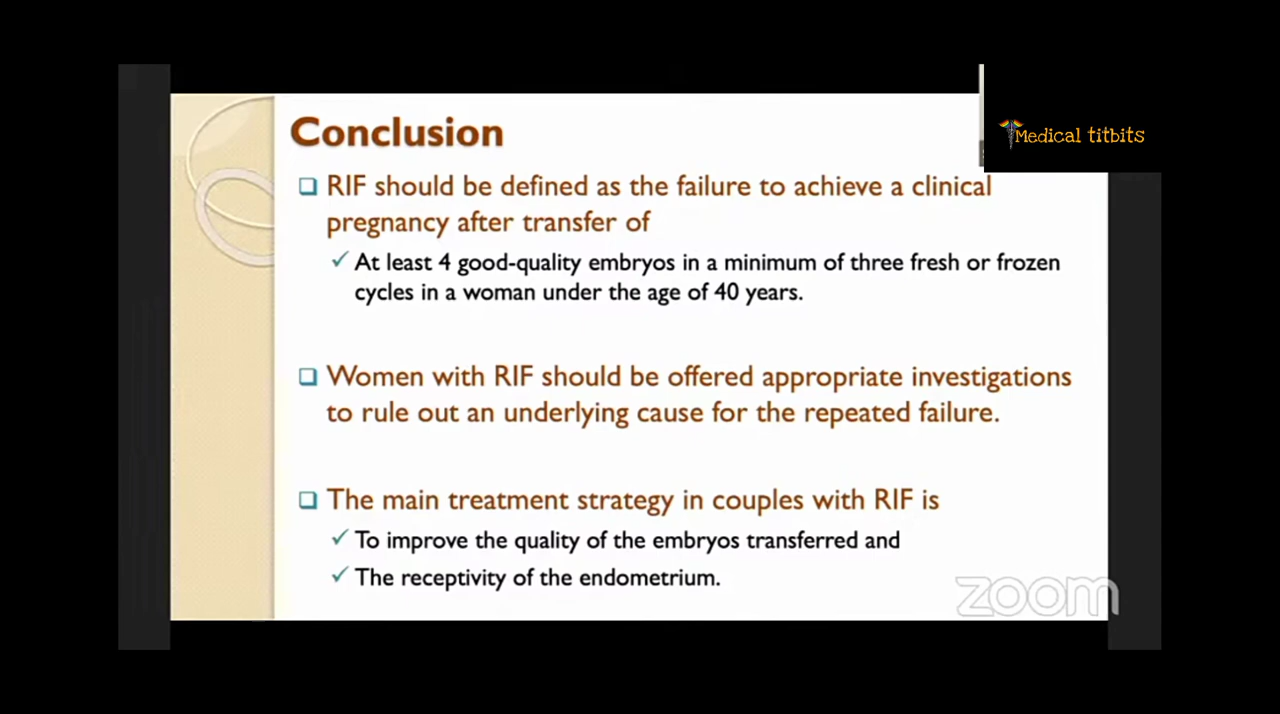 Conclusion
Medical titbits
RIF should be defined as the failure to achieve a clinical
pregnancy after transfer of
At least 4 good-quality embryos in a minimum of three fresh or frozen
cycles in a woman under the age of 40 years.
Women with RIF should be offered appropriate investigations
to rule out an underlying cause for the repeated failure.
The main treatment strategy in couples with RIF is
To improve the quality of the embryos transferred and
The receptivity of the endometrium.
zoom